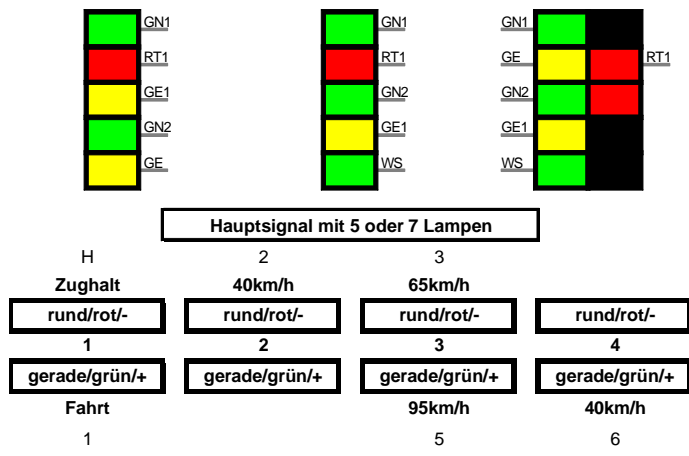 GN1 GN1 GN1
RT1 RT1 GE RT1
GE1 GN2 GN2
GN2 GE1 GE1
GE WS WS
Hauptsignal mit 5 oder 7 Lampen
H 2 3
Zughalt 40km/h 65km/h
rund/rot/- rund/rot/- rund/rot/- rund/rot/-
1 2 3 4
gerade/grün/+ gerade/grün/+ gerade/grün/+ gerade/grün/+
Fahrt 95km/h 40km/h
1 5 6